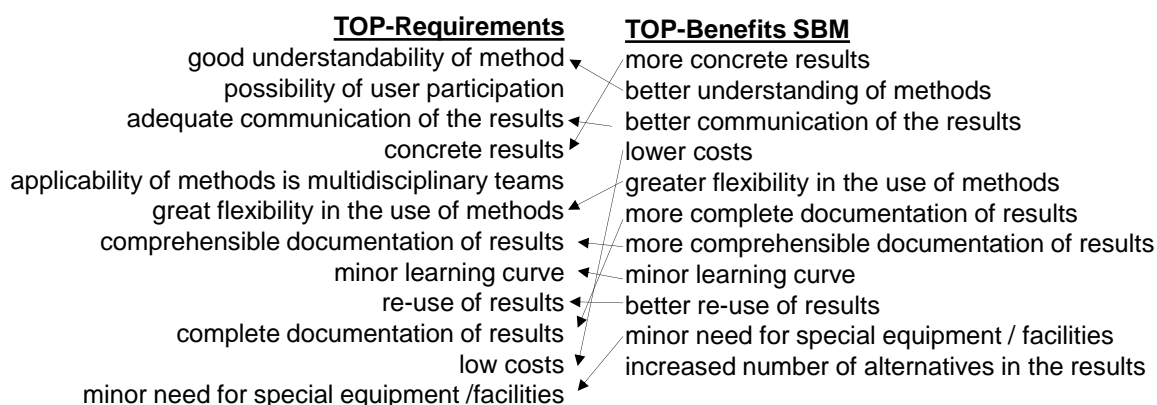 TOP-Requirements
good understandability of method
possibility of user participation
adequate communication of the results
concrete results
applicability of methods is multidisciplinary teams
great flexibility in the use of methods
comprehensible documentation of results
minor learning curve
re-use of results
complete documentation of results
low costs
minor need for special equipment /facilities
TOP-Benefits SBM
more concrete results
better understanding of methods
better communication of the results
lower costs
greater flexibility in the use of methods
more complete documentation of results
more comprehensible documentation of results
minor learning curve
better re-use of results
minor need for special equipment / facilities
increased number of alternatives in the results